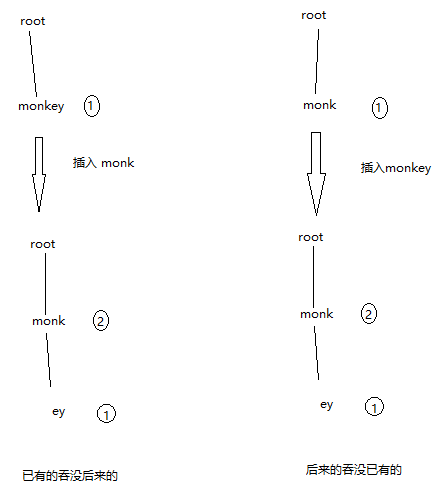 root
monkey ①
插入 monk
root
monk ②
ey ①
已有的吞没后来的
root
monk ①
插入monkey
root
monk ②
ey ①
后来的吞没已有的